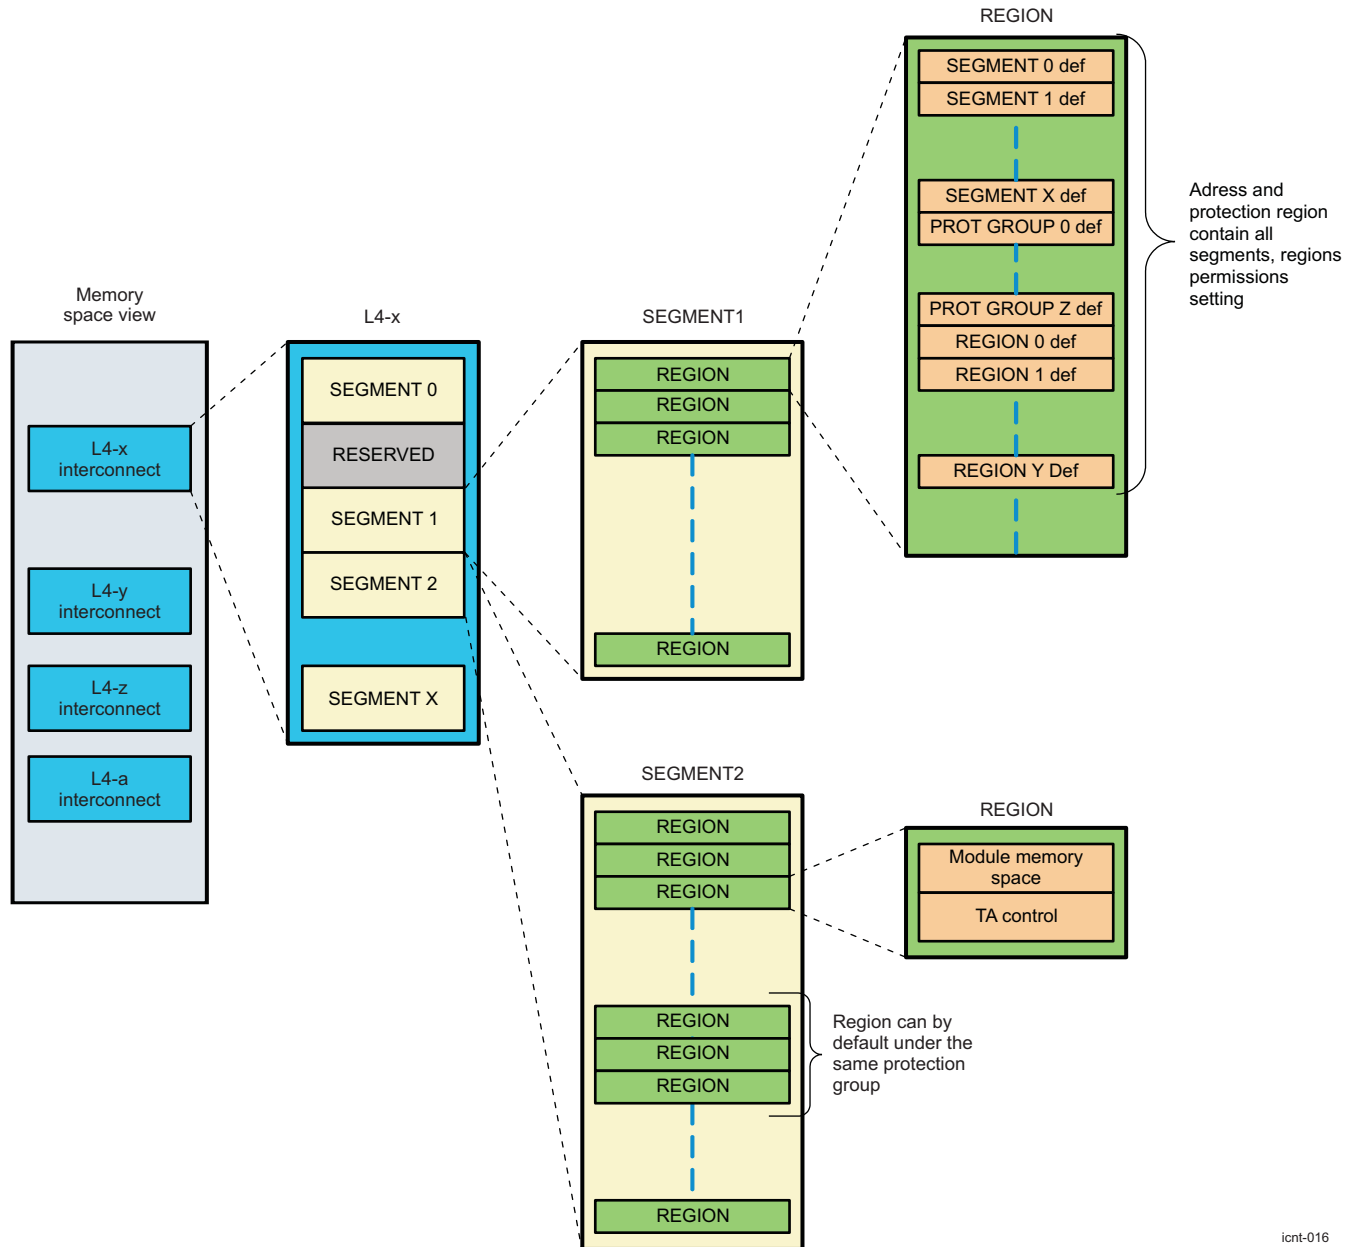 Memory
space view
L4-x
interconnect
L4-y
interconnect
L4-z
interconnect
L4-a
interconnect
L4-x
SEGMENT 0
RESERVED
SEGMENT 1
SEGMENT 2
SEGMENT X
SEGMENT1
REGION
REGION
REGION
REGION
REGION
SEGMENT 0 def
SEGMENT 1 def
SEGMENT X def
PROT GROUP 0 def
PROT GROUP Z def
REGION 0 def
REGION 1 def
REGION Y Def
Adress and
protection region
contain all
segments, regions
permissions
setting
SEGMENT2
REGION
REGION
REGION
REGION
REGION
REGION
REGION
Region can by
default under the
same protection
group
REGION
Module memory
space
TA control
icnt-016